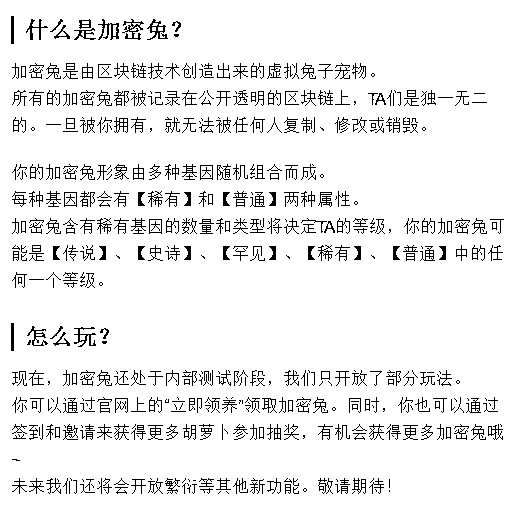 什么是加密兔？
加密兔是由区块链技术创造出来的虚拟兔子宠物。
所有的加密兔都被记录在公开透明的区块链上，TA们是独一无二
的。一旦被你拥有，就无法被任何人复制、修改或销毁。
你的加密兔形象由多种基因随机组合而成。
每种基因都会有【稀有】和【普通】两种属性。
加密兔含有稀有基因的数量和类型将决定TA的等级，你的加密兔可
能是【传说】、【史诗】、【罕见】、【稀有】、【普通】中的任
何一个等级。
怎么玩？
现在，加密兔还处于内部测试阶段，我们只开放了部分玩法。
你可以通过官网上的“立即领养”领取加密兔。同时，你也可以通过
签到和邀请来获得更多胡萝卜参加抽奖，有机会获得更多加密兔哦
~
未来我们还将会开放繁衍等其他新功能。敬请期待！